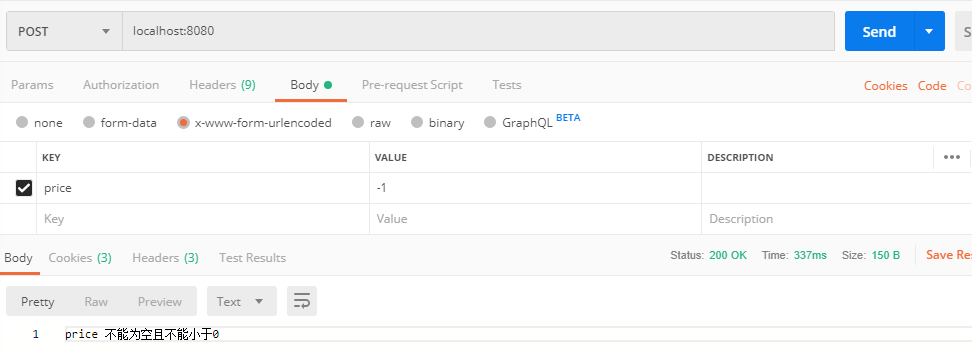 POST localhost:8080 Send S
Params Authorization Headers (9) Body Pre-request Script Tests Cookies Code Co
none form-data x-www-form-urlencoded raw binary GraphQL BETA
KEY VALUE DESCRIPTION
price -1
Key Value Description
Body Cookies (3) Headers (3) Test Results Status: 200 OK Time: 337ms Size: 150 B Save Res
Pretty Raw Preview Text
1 price 不能为空且不能小于0